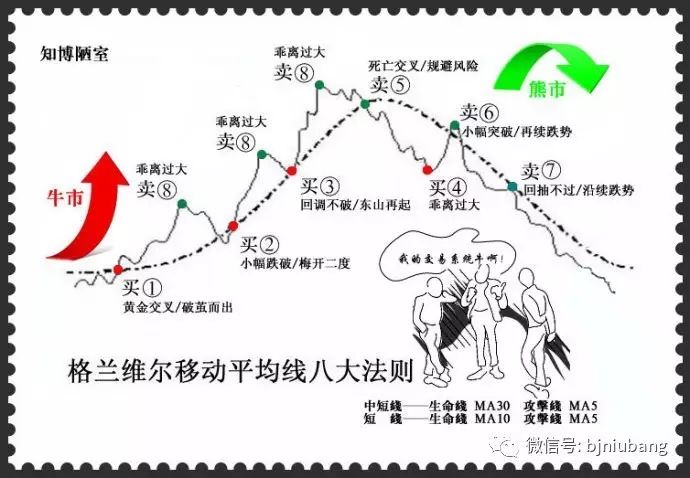 知博陋室
乖离过大
卖⑧
死亡交叉/规避风险
卖⑤
熊市
乖离过大
卖⑧
卖⑥
小幅突破/再续跌势
牛市
乖离过大
卖⑧
买③
回调不破/东山再起
买④
乖离过大
卖⑦
回抽不过/沿续跌势
买②
小幅跌破/梅开二度
我的交易系统牛啊!
买①
黄金交叉/破茧而出
格兰维尔移动平均线八大法则
中短綫——生命綫 MA30 攻擊綫 MA5
短 綫——生命綫 MA10 攻擊綫 MA5
微信号: bjniubang